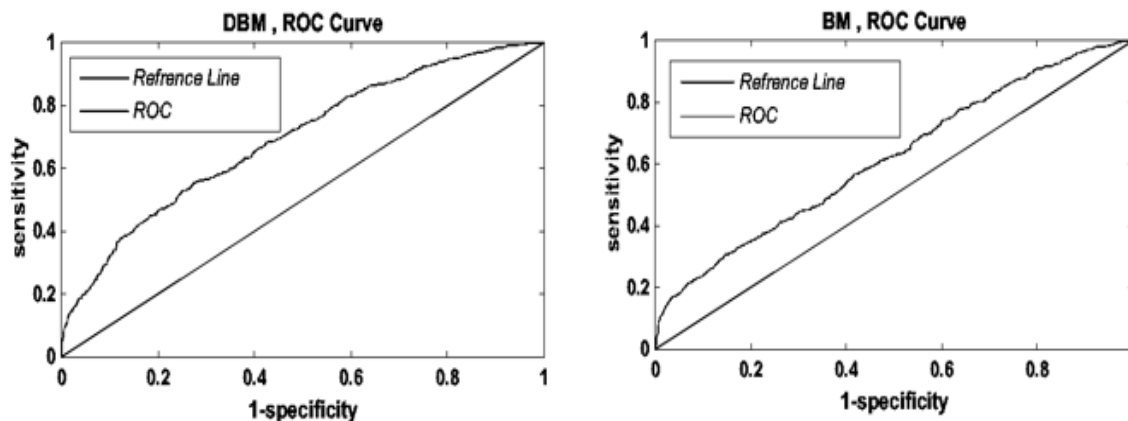 DBM , ROC Curve
1
0.8
0.6
0.4
0.2
0
Refrence Line
ROC
sensitivity
0
0.2
0.4
0.6
0.8
1
1-specificity
BM , ROC Curve
1
0.8
0.6
0.4
0.2
0
Refrence Line
ROC
sensitivity
0
0.2
0.4
0.6
0.8
1-specificity